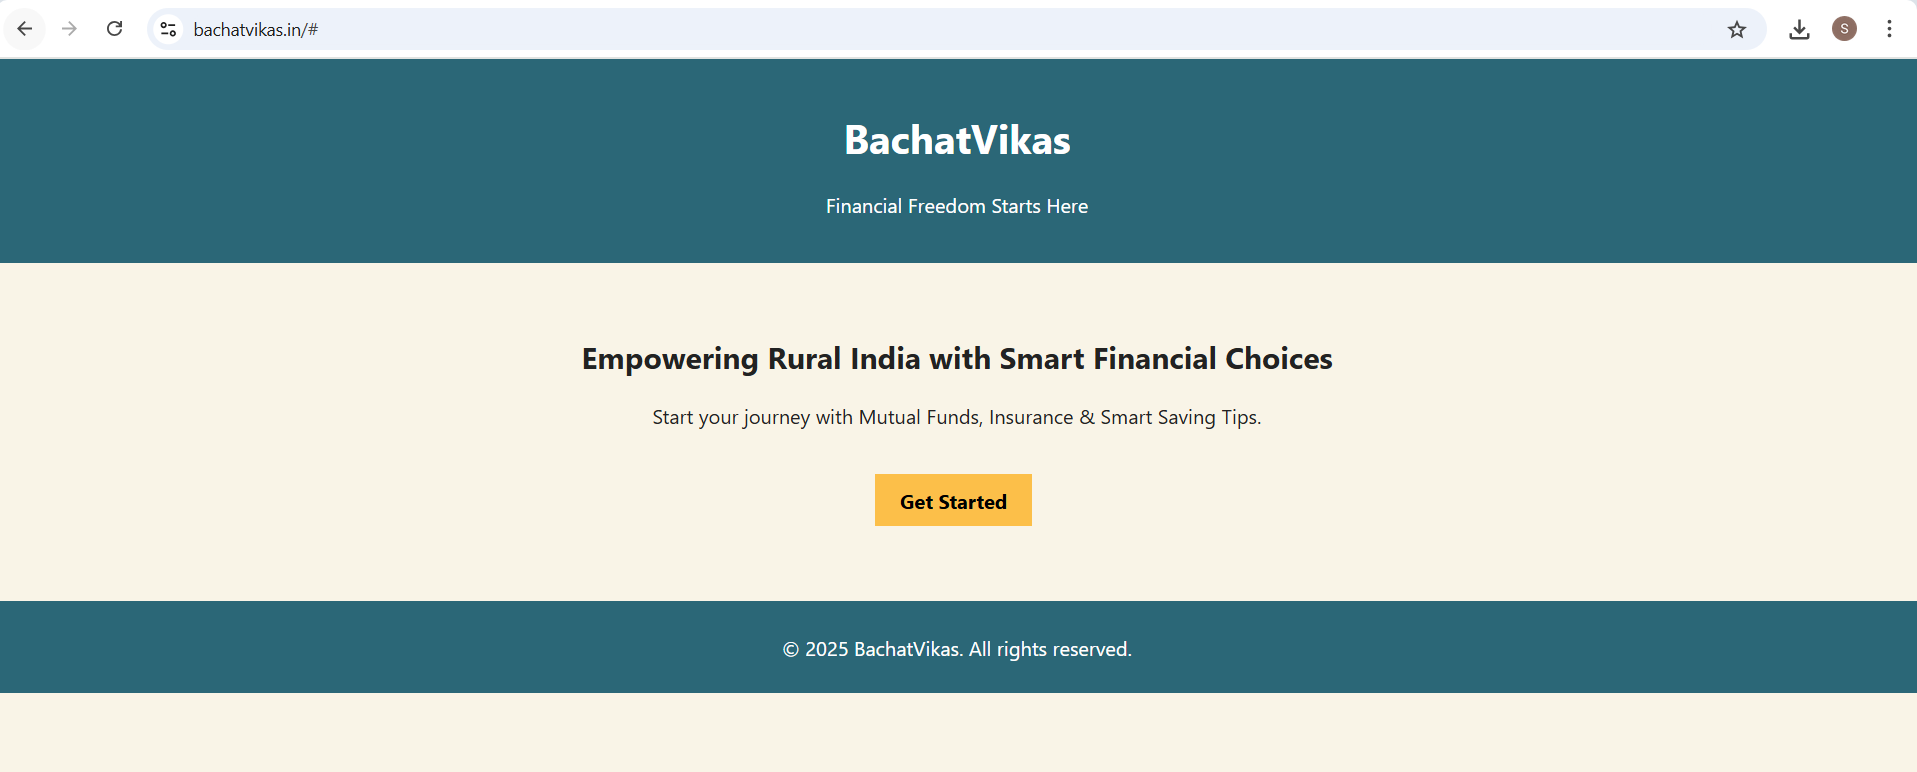 bachatvikas.in/#
S
BachatVikas
Financial Freedom Starts Here
Empowering Rural India with Smart Financial Choices
Start your journey with Mutual Funds, Insurance & Smart Saving Tips.
Get Started
© 2025 BachatVikas. All rights reserved.